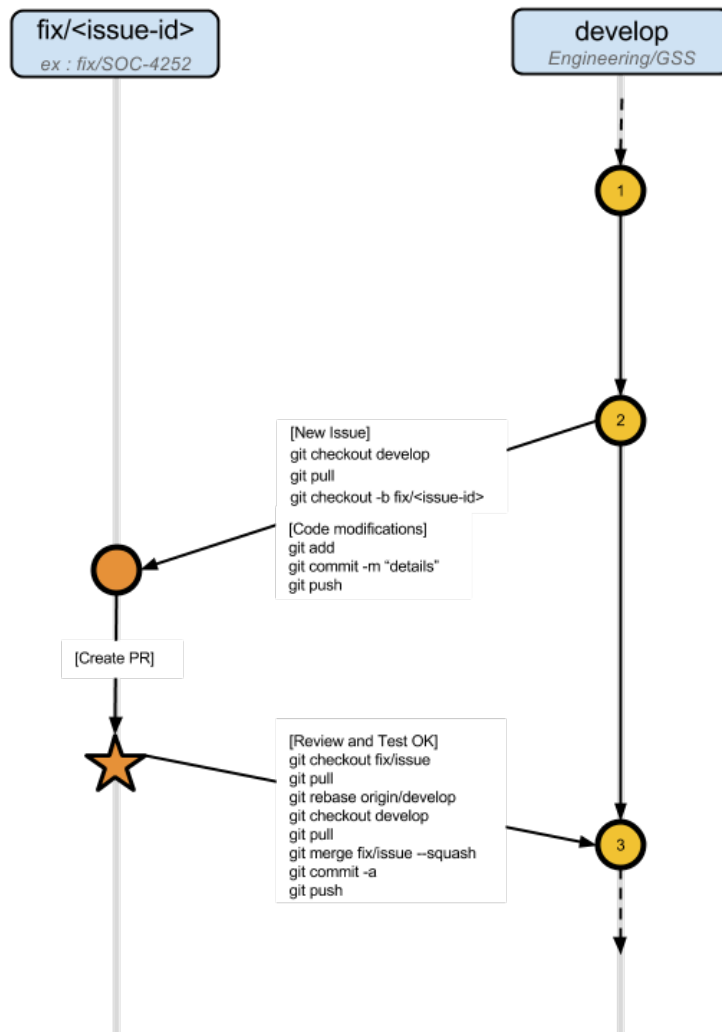 fix/<issue-id>
ex : fix/SOC-4252
develop
Engineering/GSS
1
2
[New Issue]
git checkout develop
git pull
git checkout -b fix/<issue-id>
[Code modifications]
git add
git commit -m “details”
git push
[Create PR]
[Review and Test OK]
git checkout fix/issue
git pull
git rebase origin/develop
git checkout develop
git pull
git merge fix/issue --squash
git commit -a
git push
3